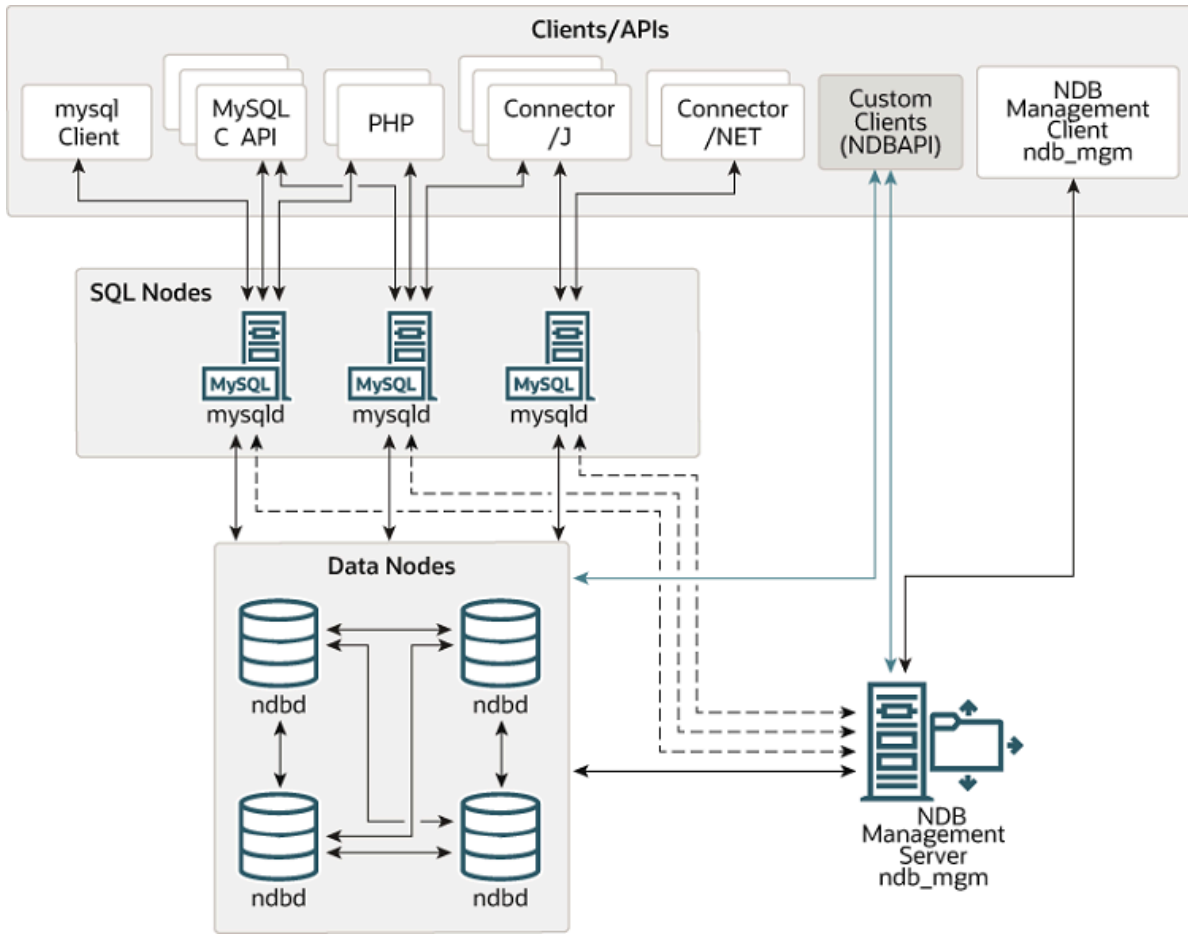 Clients/APIs
mysql
Client
MySQL
C API
PHP
Connector
/J
Connector
/NET
Custom
Clients
(NDBAPI)
NDB
Management
Client
ndb_mgm
SQL Nodes
MySQL
mysqld
MySQL
mysqld
MySQL
mysqld
Data Nodes
ndbd
ndbd
ndbd
ndbd
NDB
Management
Server
ndb_mgm